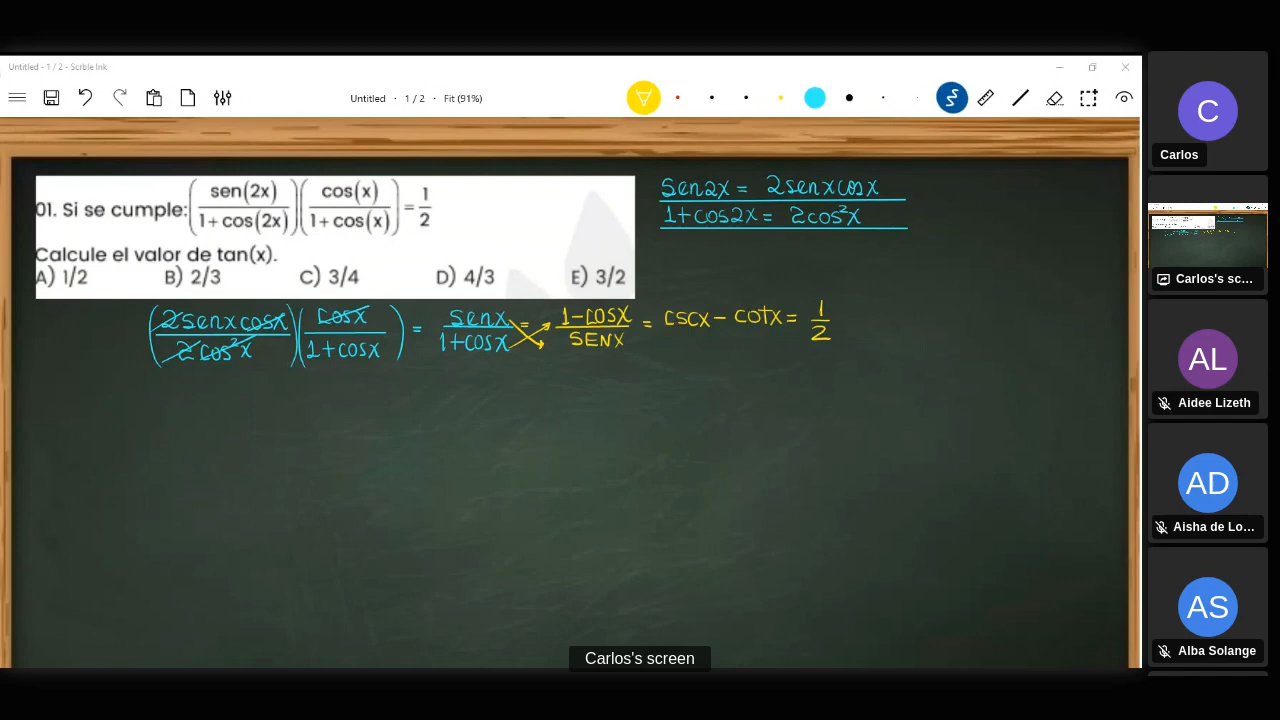 Untitled - 1 / 2 - Scrble Ink
Untitled · 1 / 2 · Fit (91%)
01. Si se cumple: (sen(2x)/1+cos(2x))(cos(x)/1+cos(x)) = 1/2
Calcule el valor de tan(x).
A) 1/2 B) 2/3 C) 3/4 D) 4/3 E) 3/2
sen2x = 2senxcosx
1+cos2x = 2cos²x
(2senxcosx/2cos²x)(cosx/1+cosx) = senx/1+cosx = 1-cosx/SENX = cscx - cotx = 1/2
Carlos's screen
C
Carlos
Carlos's sc...
AL
Aidee Lizeth
AD
Aisha de Lo...
AS
Alba Solange